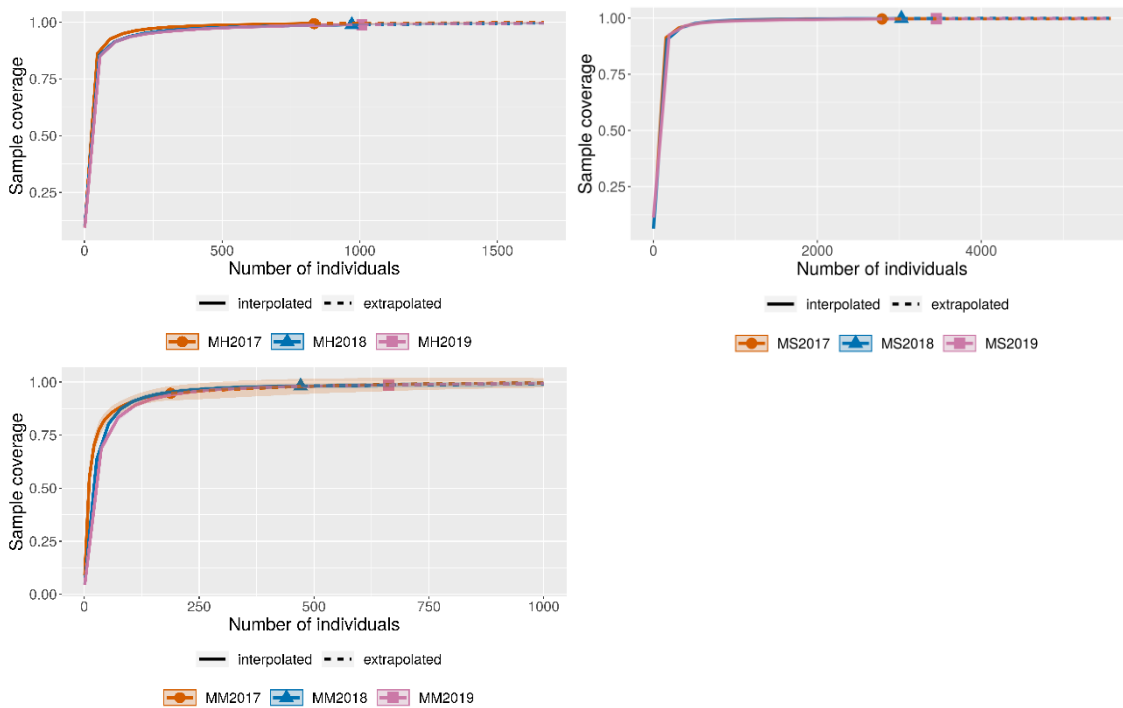 1.00
0.75
0.50
0.25
Sample coverage
0 500 1000 1500
Number of individuals
interpolated extrapolated
MH2017 MH2018 MH2019
1.00
0.75
0.50
0.25
Sample coverage
0 2000 4000
Number of individuals
interpolated extrapolated
MS2017 MS2018 MS2019
1.00
0.75
0.50
0.25
0.00
Sample coverage
0 250 500 750 1000
Number of individuals
interpolated extrapolated
MM2017 MM2018 MM2019